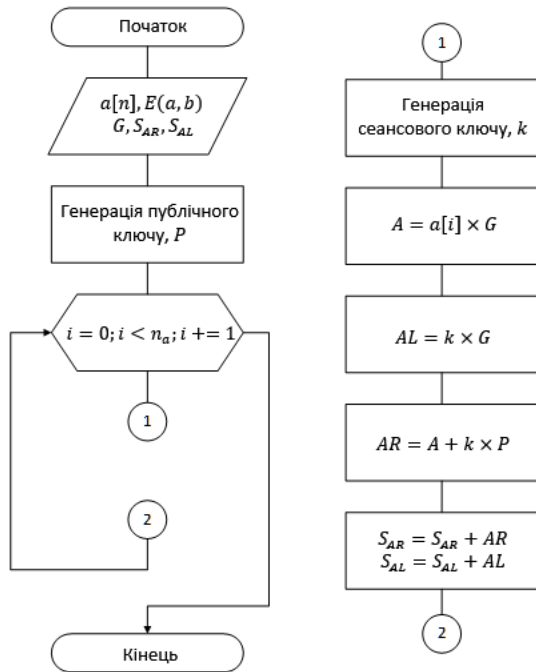 Початок
a[n], E(a, b)
G, S_AR, S_AL
Генерація публічного
ключу, P
i = 0; i < n_a; i += 1
1
2
Кінець
1
Генерація
сеансового ключу, k
A = a[i] × G
AL = k × G
AR = A + k × P
S_AR = S_AR + AR
S_AL = S_AL + AL
2